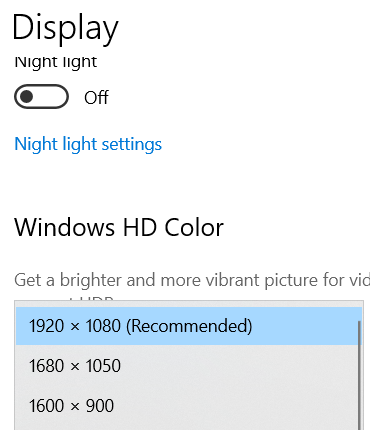 Display
Night light
Off
Night light settings
Windows HD Color
Get a brighter and more vibrant picture for vid
HDR
1920 × 1080 (Recommended)
1680 × 1050
1600 × 900